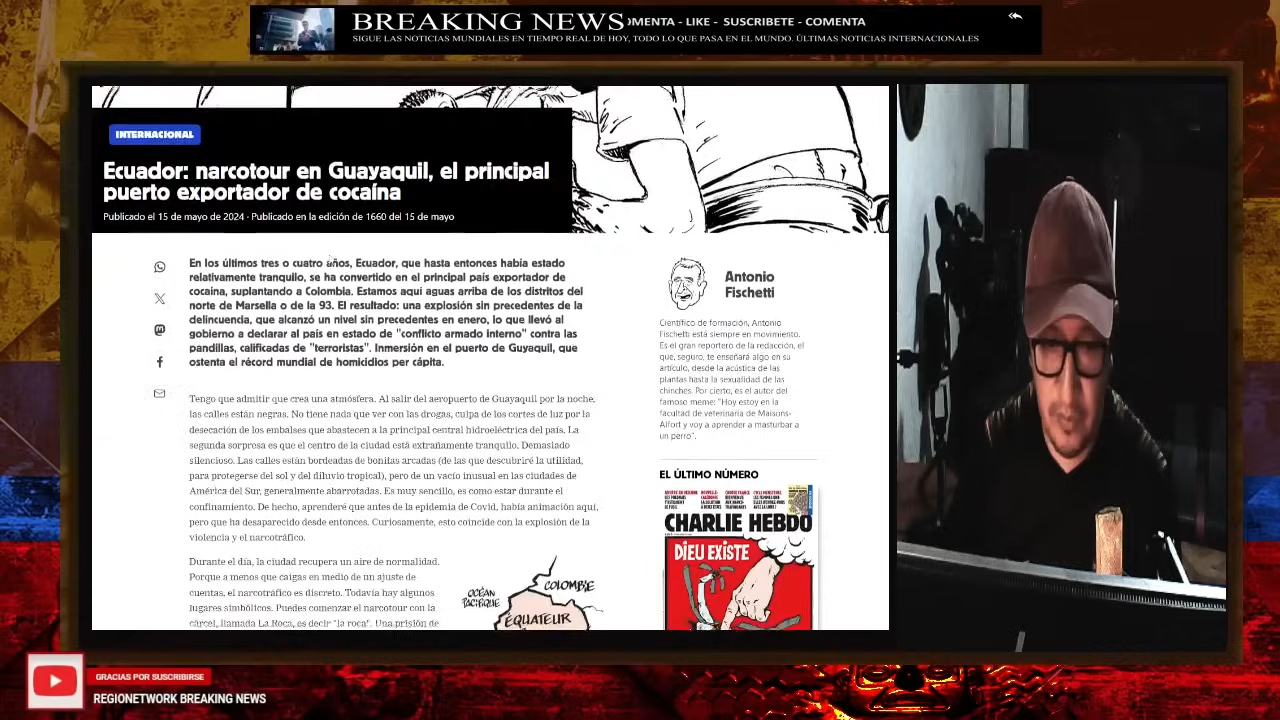 BREAKING NEWS
OMENTA - LIKE - SUSCRIBETE - COMENTA
SIGUE LAS NOTICIAS MUNDIALES EN TIEMPO REAL DE HOY, TODO LO QUE PASA EN EL MUNDO. ÚLTIMAS NOTICIAS INTERNACIONALES
INTERNACIONAL
Ecuador: narcotour en Guayaquil, el principal
puerto exportador de cocaína
Publicado el 15 de mayo de 2024 · Publicado en la edición de 1660 del 15 de mayo
En los últimos tres o cuatro años, Ecuador, que hasta entonces había estado
relativamente tranquilo, se ha convertido en el principal país exportador de
cocaína, suplantando a Colombia. Estamos aquí aguas arriba de los distritos del
norte de Marsella o de la 93. El resultado: una explosión sin precedentes de la
delincuencia, que alcanzó un nivel sin precedentes en enero, lo que llevó al
gobierno a declarar al país en estado de "conflicto armado interno" contra las
pandillas, calificadas de "terroristas". Inmersión en el puerto de Guyaquil, que
ostenta el récord mundial de homicidios per cápita.
Tengo que admitir que crea una atmósfera. Al salir del aeropuerto de Guayaquil por la noche,
las calles están negras. No tiene nada que ver con las drogas, culpa de los cortes de luz por la
desecación de los embalses que abastecen a la principal central hidroeléctrica del país. La
segunda sorpresa es que el centro de la ciudad está extrañamente tranquilo. Demasiado
silencioso. Las calles están bordeadas de bonitas arcadas (de las que descubriré la utilidad,
para protegerse del sol y del diluvio tropical), pero de un vacío inusual en las ciudades de
América del Sur, generalmente abarrotadas. Es muy sencillo, es como estar durante el
confinamiento. De hecho, aprenderé que antes de la epidemia de Covid, había animación aquí,
pero que ha desaparecido desde entonces. Curiosamente, esto coincide con la explosión de la
violencia y el narcotráfico.
Durante el día, la ciudad recupera un aire de normalidad.
Porque a menos que caigas en medio de un ajuste de
cuentas, el narcotráfico es discreto. Todavía hay algunos
lugares simbólicos. Puedes comenzar el narcotour con la
cárcel, llamada La Roca, es decir "la roca". Una prisión de
OCÉAN
PACIFIQUE
COLOMBIE
ÉQUATEUR
Antonio
Fischetti
Científico de formación, Antonio
Fischetti está siempre en movimiento.
Es el gran reportero de la redacción, el
que, seguro, te enseñará algo en su
artículo, desde la acústica de las
plantas hasta la sexualidad de las
chinches. Por cierto, es el autor del
famoso meme: "Hoy estoy en la
facultad de veterinaria de Maisons-
Alfort y voy a aprender a masturbar a
un perro".
EL ÚLTIMO NÚMERO
CHARLIE HEBDO
DIEU EXISTE
GRACIAS POR SUSCRIBIRSE
REGIONETWORK BREAKING NEWS